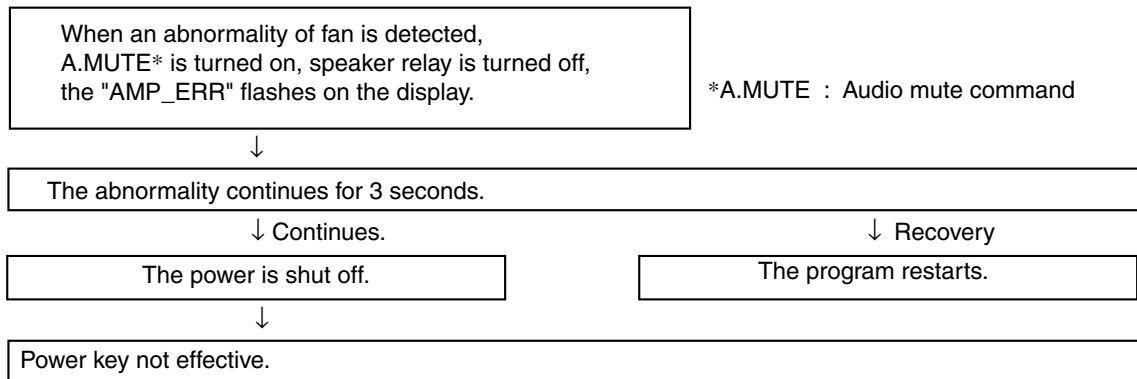 When an abnormality of fan is detected,
A.MUTE* is turned on, speaker relay is turned off,
the "AMP_ERR" flashes on the display.
*A.MUTE : Audio mute command
↓
The abnormality continues for 3 seconds.
↓ Continues.
↓ Recovery
The power is shut off.
The program restarts.
↓
Power key not effective.